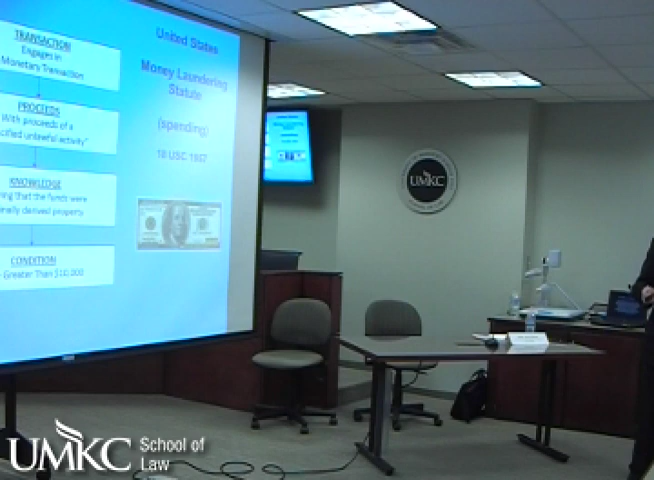 TRANSACTION
Engages in
Monetary Transaction
PROCEEDS
With proceeds of a
cified unlawful activity"
KNOWLEDGE
ing that the funds were
nally derived property
CONDITION
Greater Than $10,000
United States
Money Laundering
Statute
(spending)
18 USC 1957
UMKC
UMKC School of
Law